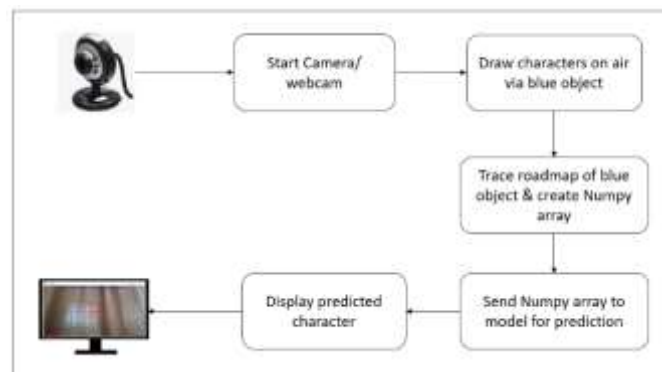 Start Camera/
webcam
Draw characters on air
via blue object
Trace roadmap of blue
object & create Numpy
array
Send Numpy array to
model for prediction
Display predicted
character